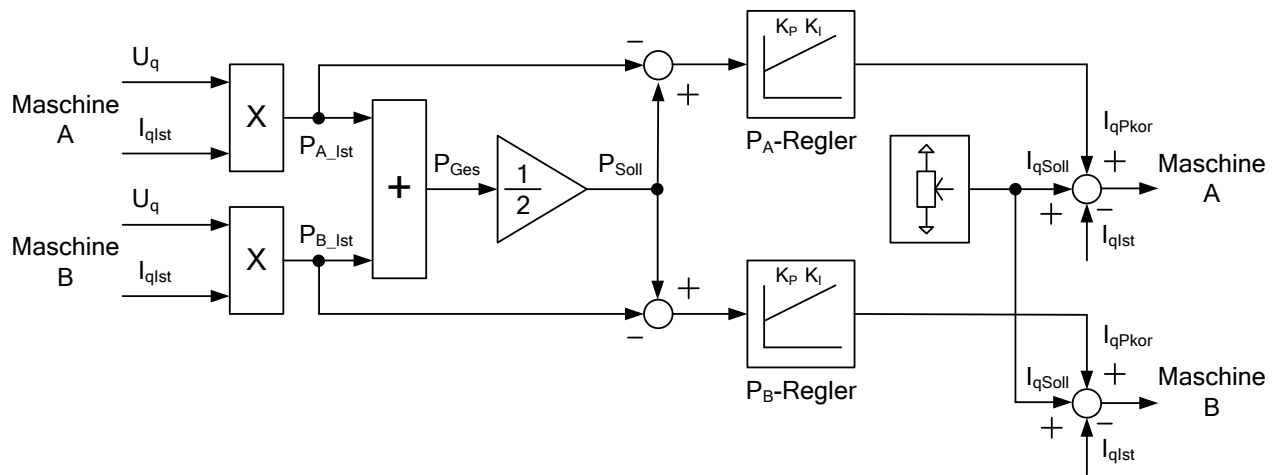 Maschine
A
U_q
I_qIst
X
P_A_Ist
Maschine
B
U_q
I_qIst
X
P_B_Ist
+
P_Ges
1
2
P_Soll
−
+
K_P K_I
P_A-Regler
+
−
K_P K_I
P_B-Regler
I_qPkor
I_qSoll
+
+
−
I_qIst
Maschine
A
I_qPkor
I_qSoll
+
+
−
I_qIst
Maschine
B